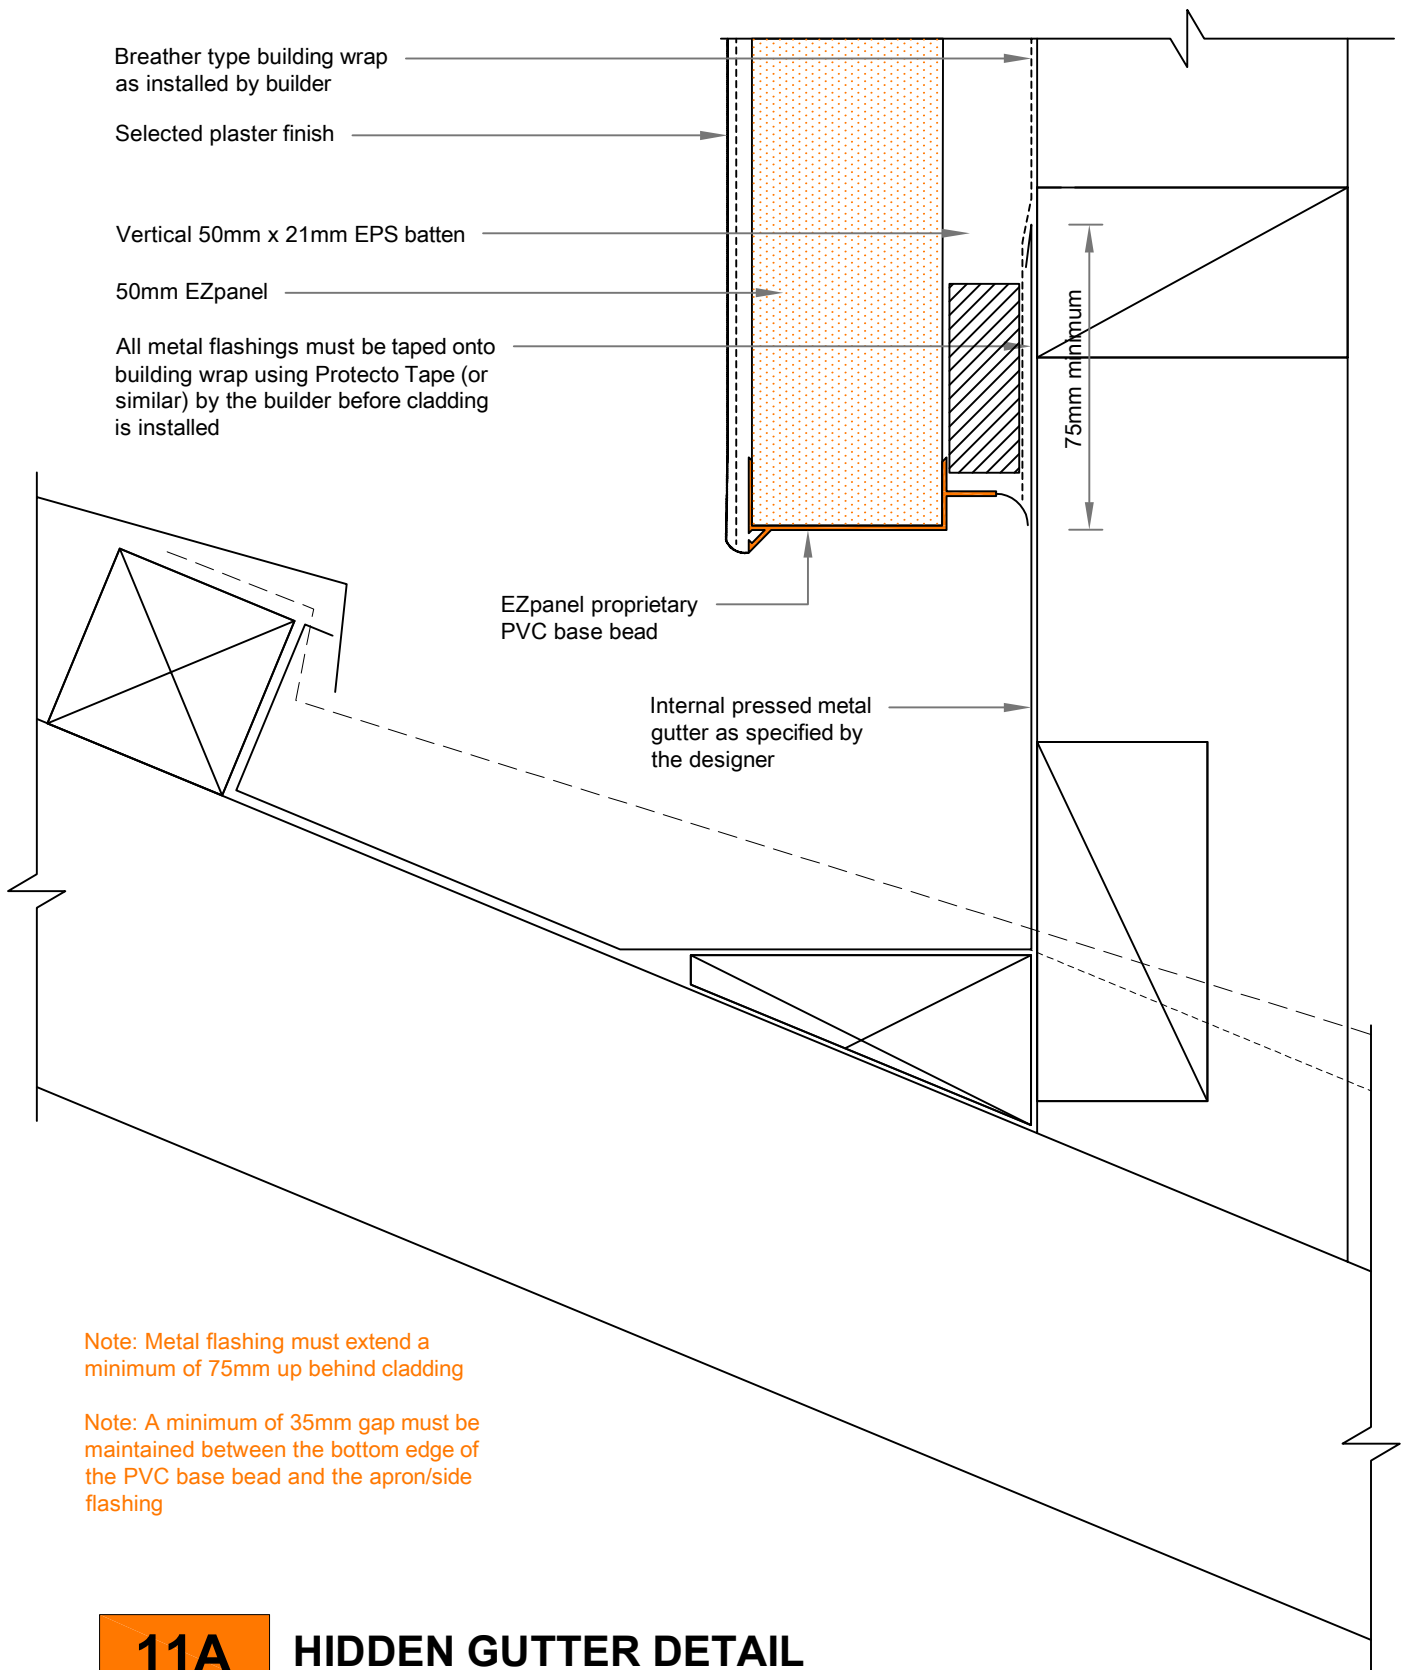 Breather type building wrap
as installed by builder
Selected plaster finish
Vertical 50mm x 21mm EPS batten
50mm EZpanel
All metal flashings must be taped onto
building wrap using Protecto Tape (or
similar) by the builder before cladding
is installed
75mm minimum
EZpanel proprietary
PVC base bead
Internal pressed metal
gutter as specified by
the designer
Note: Metal flashing must extend a
minimum of 75mm up behind cladding
Note: A minimum of 35mm gap must be
maintained between the bottom edge of
the PVC base bead and the apron/side
flashing
11A
HIDDEN GUTTER DETAIL